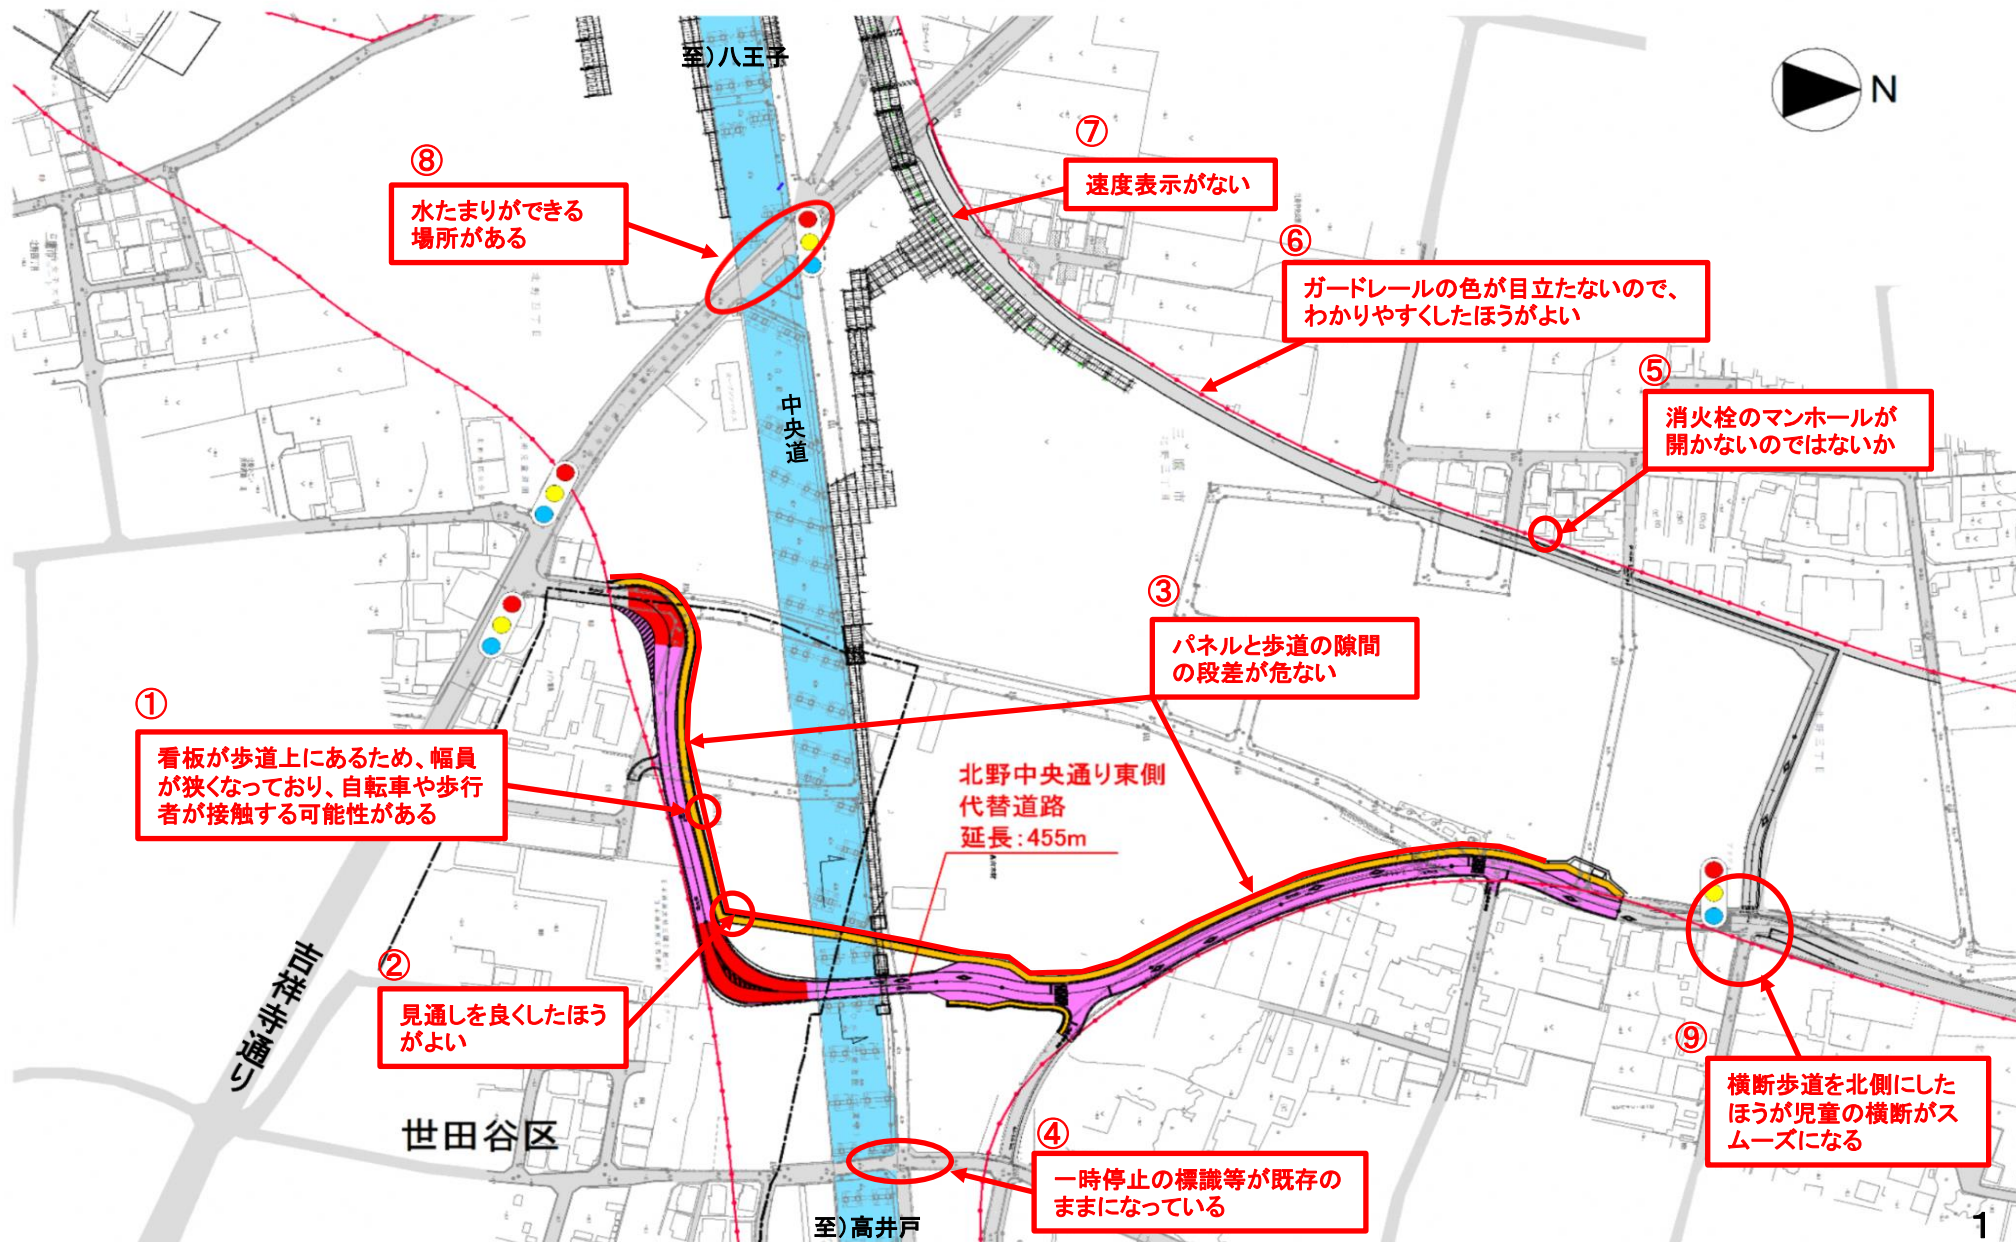 至）八王子
N
⑧
水たまりができる
場所がある
⑦
速度表示がない
⑥
ガードレールの色が目立たないので、
わかりやすくしたほうがよい
⑤
消火栓のマンホールが
開かないのではないか
中央道
③
パネルと歩道の隙間
の段差が危ない
①
看板が歩道上にあるため、幅員
が狭くなっており、自転車や歩行
者が接触する可能性がある
北野中央通り東側
代替道路
延長：455m
②
見通しを良くしたほう
がよい
吉祥寺通り
世田谷区
④
一時停止の標識等が既存の
ままになっている
⑨
横断歩道を北側にした
ほうが児童の横断がス
ムーズになる
至）高井戸
1